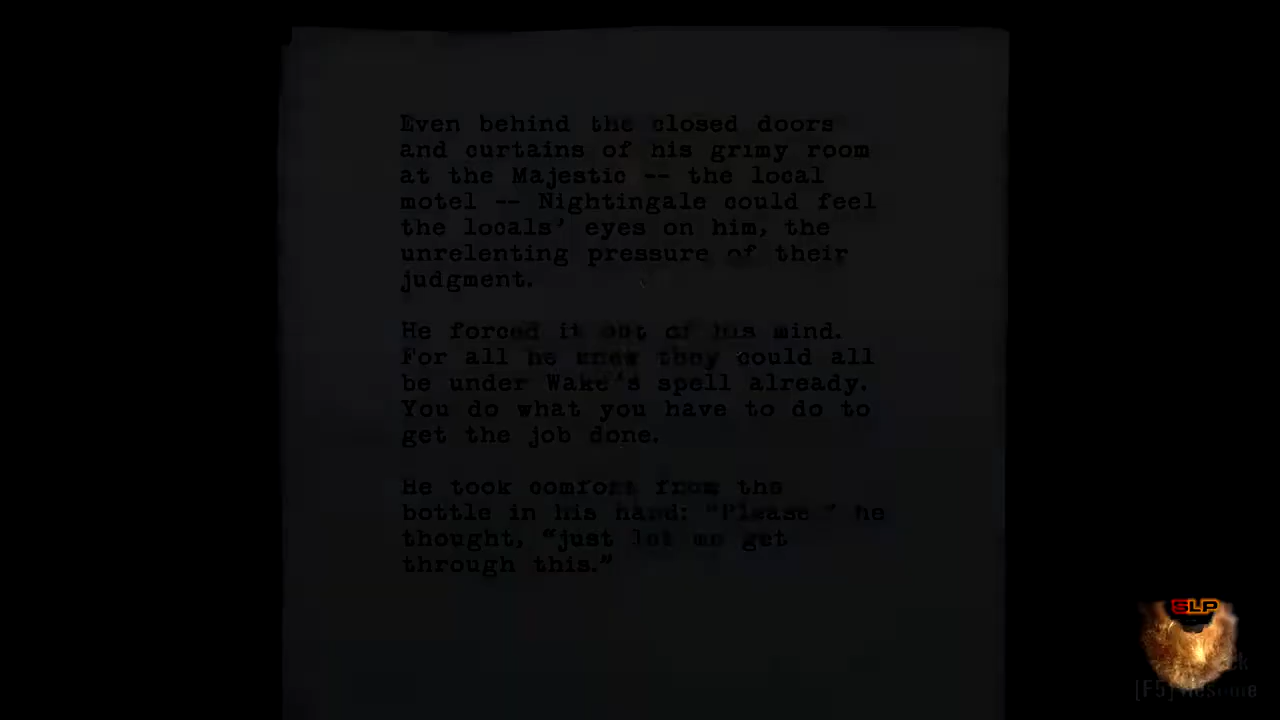 Even behind the closed doors
and curtains of his grimy room
at the Majestic -- the local
motel -- Nightingale could feel
the locals' eyes on him, the
unrelenting pressure of their
judgment.
He forced it out of his mind.
For all he knew they could all
be under Wake's spell already.
You do what you have to do to
get the job done.
He took comfort from the
bottle in his hand: "Please," he
thought, "just let me get
through this."
SLP
[F5]